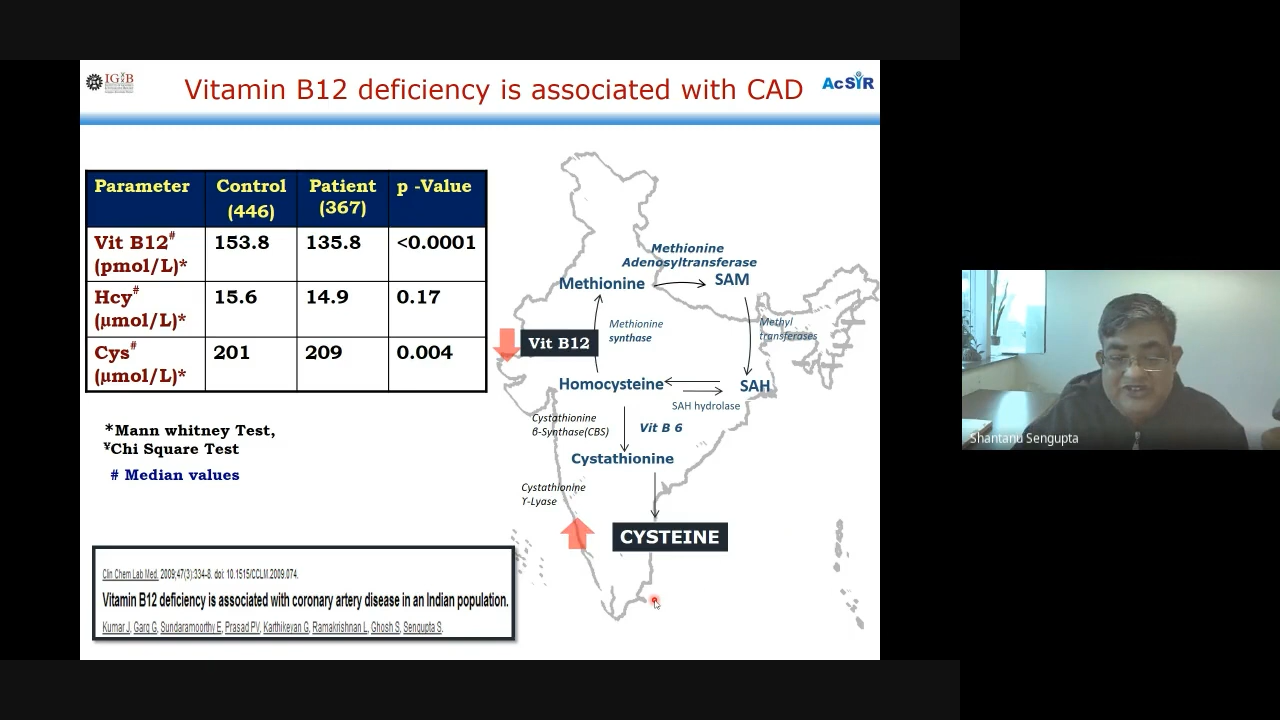 IGIB
Vitamin B12 deficiency is associated with CAD
AcSIR
Parameter Control (446) Patient (367) p -Value
Vit B12# (pmol/L)* 153.8 135.8 <0.0001
Hcy# (µmol/L)* 15.6 14.9 0.17
Cys# (µmol/L)* 201 209 0.004
*Mann whitney Test,
¥Chi Square Test
# Median values
Methionine
Adenosyltransferase
Methionine
SAM
Methionine
synthase
Methyl
transferases
Vit B12
Homocysteine
SAH
SAH hydrolase
Cystathionine
β-Synthase(CBS)
Vit B 6
Cystathionine
Cystathionine
ϒ-Lyase
CYSTEINE
Clin Chem Lab Med. 2009;47(3):334-8. doi: 10.1515/CCLM.2009.074.
Vitamin B12 deficiency is associated with coronary artery disease in an Indian population.
Kumar J, Garg G, Sundaramoorthy E, Prasad PV, Karthikeyan G, Ramakrishnan L, Ghosh S, Sengupta S.
Shantanu Sengupta